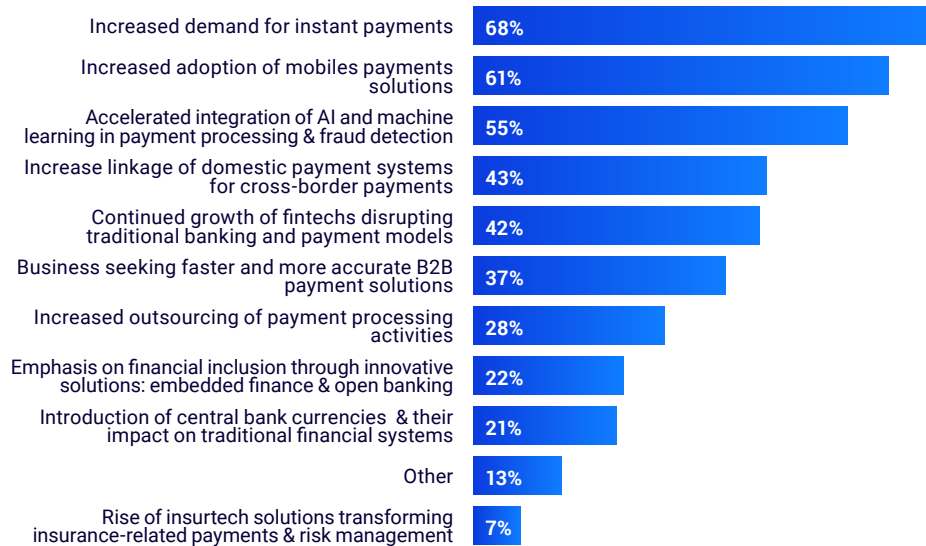 Increased demand for instant payments
68%
Increased adoption of mobiles payments
solutions
61%
Accelerated integration of AI and machine
learning in payment processing & fraud detection
55%
Increase linkage of domestic payment systems
for cross-border payments
43%
Continued growth of fintechs disrupting
traditional banking and payment models
42%
Business seeking faster and more accurate B2B
payment solutions
37%
Increased outsourcing of payment processing
activities
28%
Emphasis on financial inclusion through innovative
solutions: embedded finance & open banking
22%
Introduction of central bank currencies & their
impact on traditional financial systems
21%
Other
13%
Rise of insurtech solutions transforming
insurance-related payments & risk management
7%